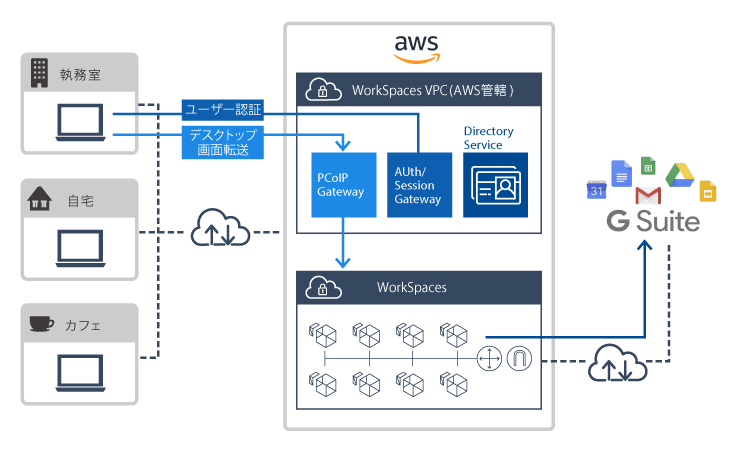 aws
執務室
WorkSpaces VPC (AWS管轄)
ユーザー認証
デスクトップ
画面転送
Directory
Service
PCoIP
Gateway
AUth/
Session
Gateway
自宅
31
G Suite
WorkSpaces
カフェ